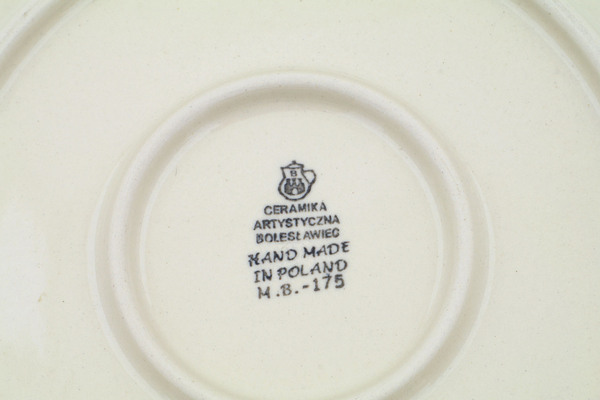 B
CERAMIKA
ARTYSTYCZNA
BOLESŁAWIEC
HAND MADE
IN POLAND
M.B.-175